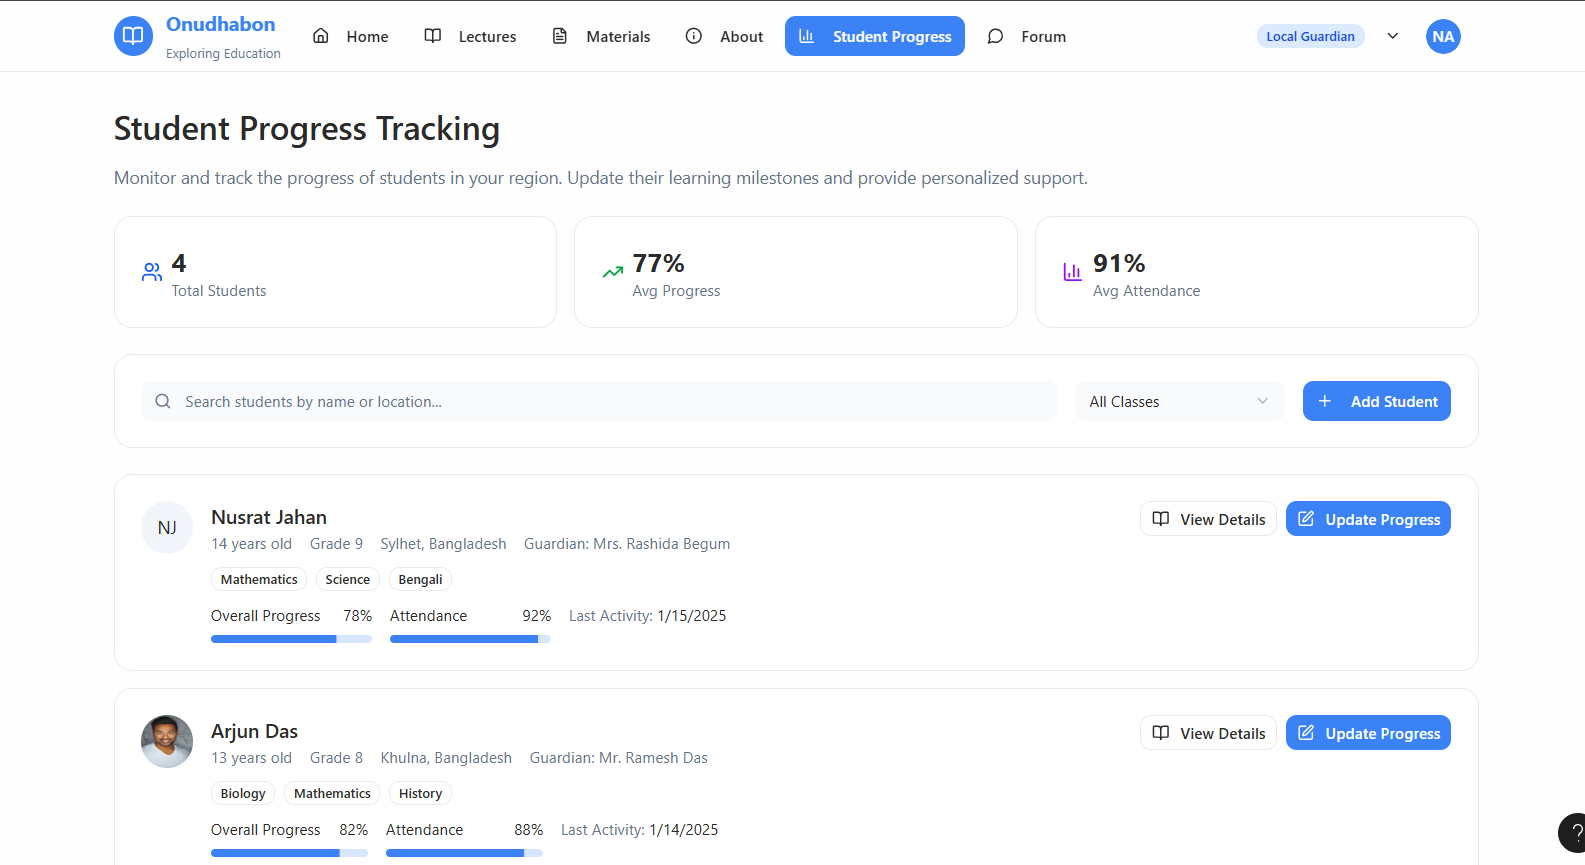 Onudhabon
Exploring Education
Home Lectures Materials About Student Progress Forum
Local Guardian
NA
Student Progress Tracking
Monitor and track the progress of students in your region. Update their learning milestones and provide personalized support.
4
Total Students
77%
Avg Progress
91%
Avg Attendance
Search students by name or location...
All Classes
Add Student
NJ
Nusrat Jahan
14 years old Grade 9 Sylhet, Bangladesh Guardian: Mrs. Rashida Begum
Mathematics Science Bengali
Overall Progress 78% Attendance 92% Last Activity: 1/15/2025
View Details
Update Progress
Arjun Das
13 years old Grade 8 Khulna, Bangladesh Guardian: Mr. Ramesh Das
Biology Mathematics History
Overall Progress 82% Attendance 88% Last Activity: 1/14/2025
View Details
Update Progress
?